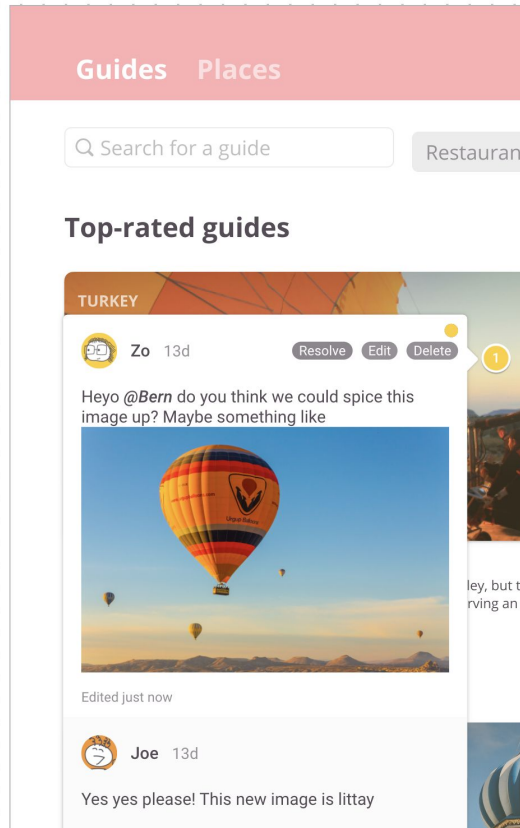 Guides Places
Search for a guide
Restauran
Top-rated guides
TURKEY
Zo 13d
Resolve Edit Delete
1
Heyo @Bern do you think we could spice this
image up? Maybe something like
Urgup Balloons
ley, but t
rving an
Edited just now
Joe 13d
Yes yes please! This new image is littay